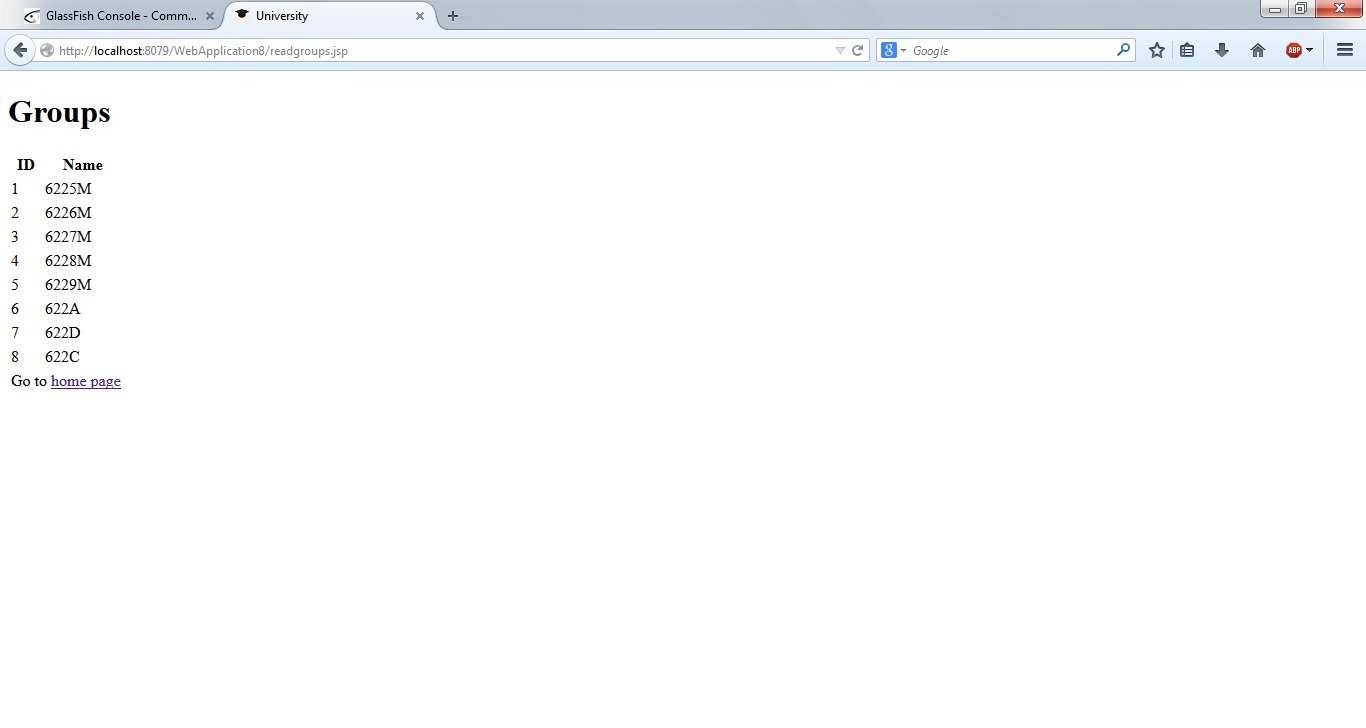 GlassFish Console - Comm... University
http://localhost:8079/WebApplication8/readgroups.jsp Google ABP
Groups
ID Name
1 6225M
2 6226M
3 6227M
4 6228M
5 6229M
6 622A
7 622D
8 622C
Go to home page